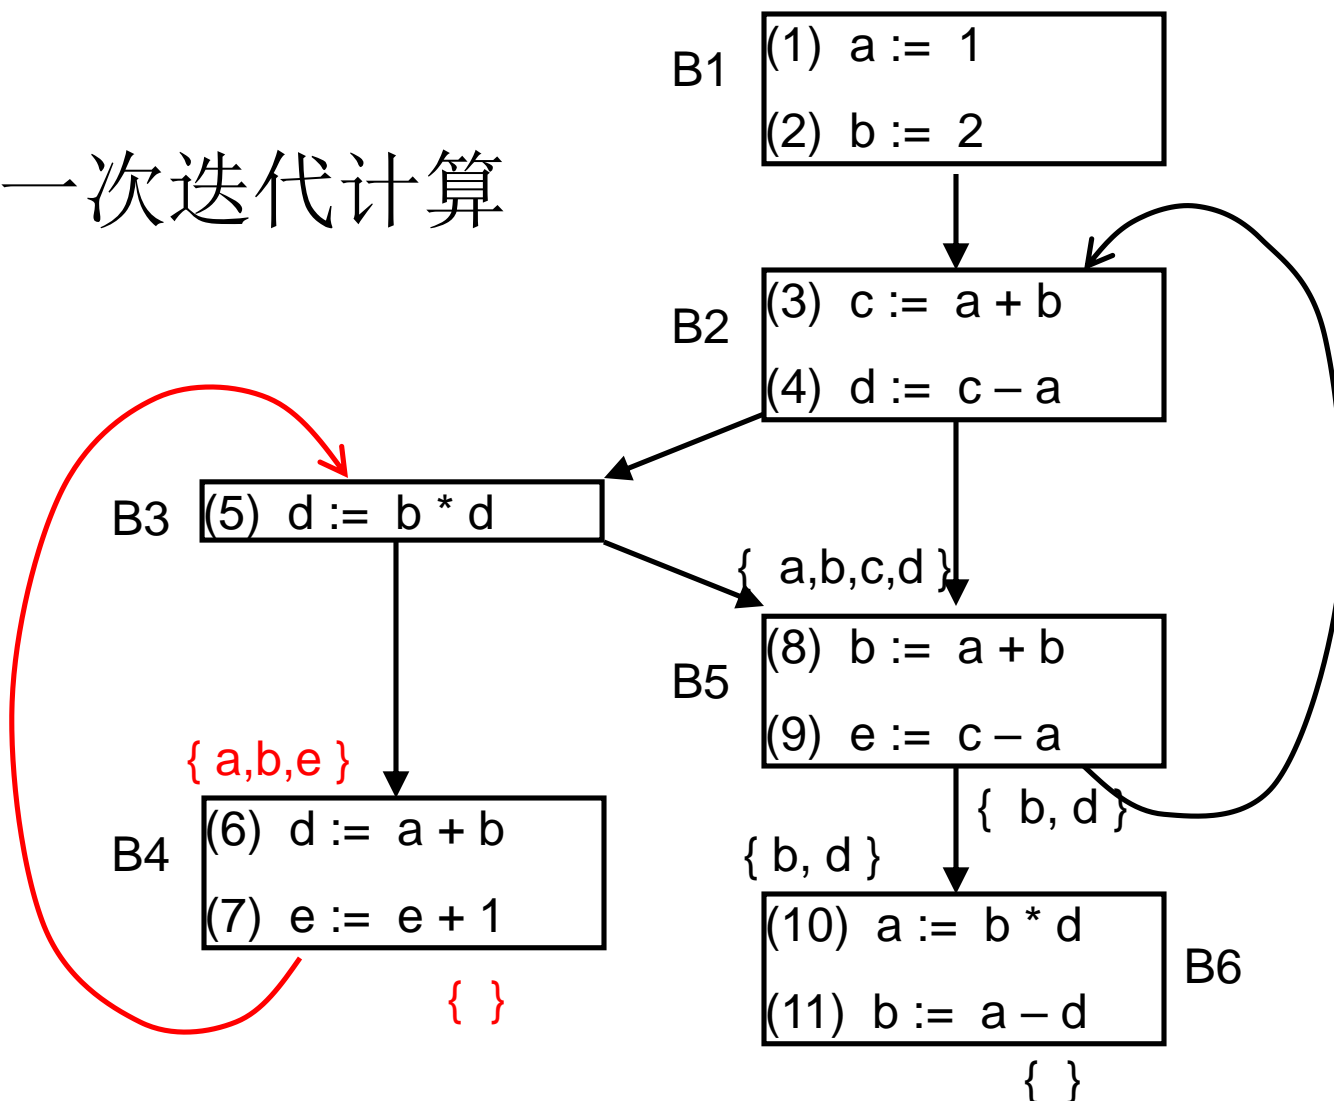 B1
(1) a := 1
(2) b := 2
一次迭代计算
B2
(3) c := a + b
(4) d := c – a
B3
(5) d := b * d
{ a,b,c,d }
B5
(8) b := a + b
(9) e := c – a
{ a,b,e }
B4
(6) d := a + b
(7) e := e + 1
{ }
{ b, d }
{ b, d }
(10) a := b * d
(11) b := a – d
B6
{ }